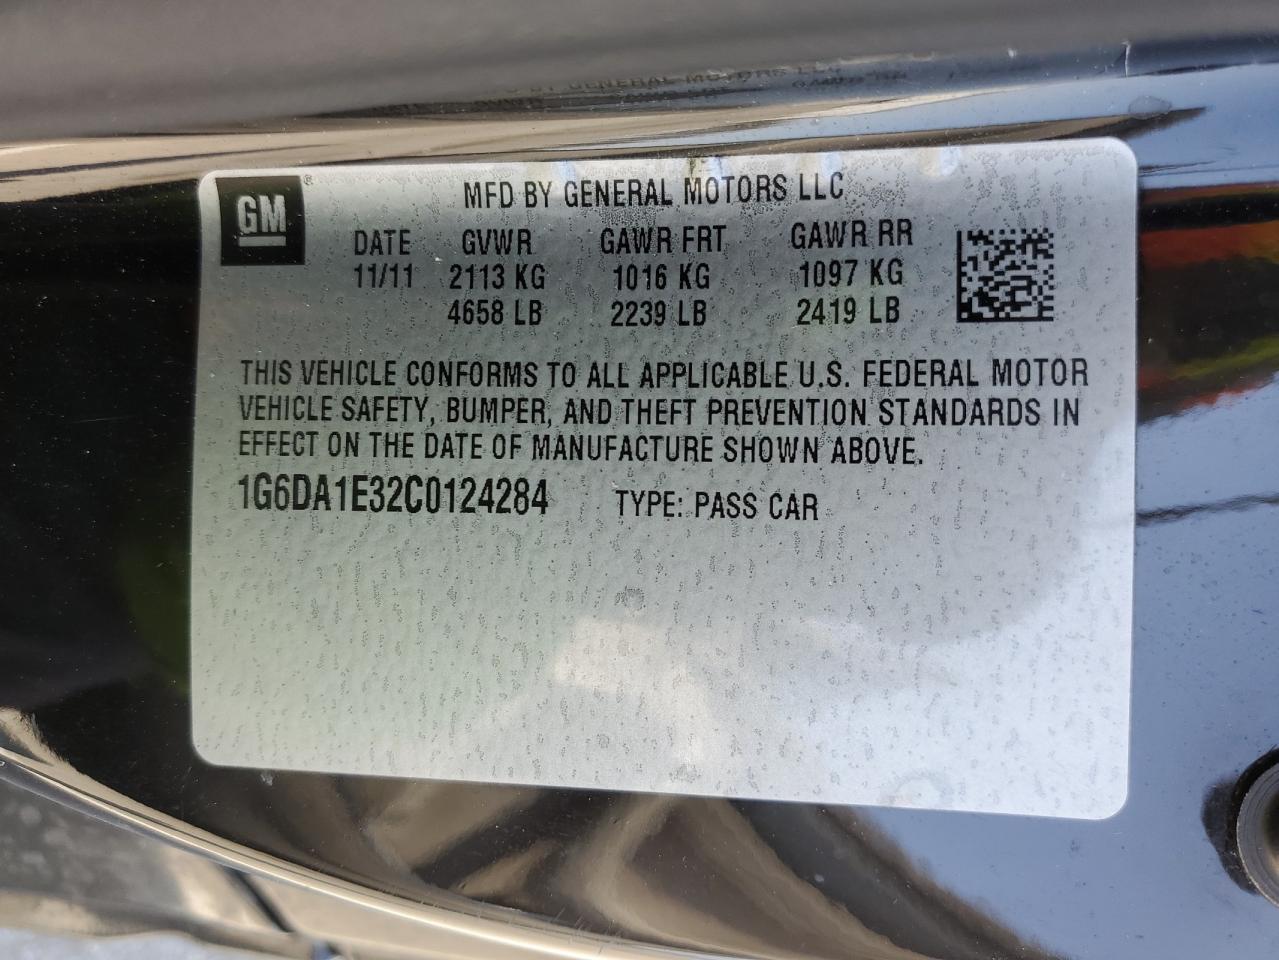 GM®
MFD BY GENERAL MOTORS LLC
DATE GVWR GAWR FRT GAWR RR
11/11 2113 KG 1016 KG 1097 KG
4658 LB 2239 LB 2419 LB
THIS VEHICLE CONFORMS TO ALL APPLICABLE U.S. FEDERAL MOTOR
VEHICLE SAFETY, BUMPER, AND THEFT PREVENTION STANDARDS IN
EFFECT ON THE DATE OF MANUFACTURE SHOWN ABOVE.
1G6DA1E32C0124284 TYPE: PASS CAR